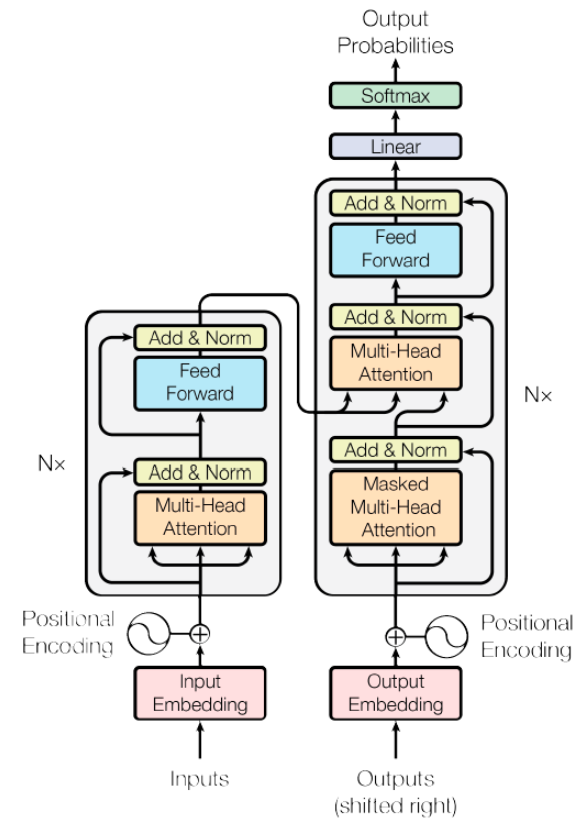 Output
Probabilities
Softmax
Linear
Add & Norm
Feed
Forward
Add & Norm
Multi-Head
Attention
Add & Norm
Masked
Multi-Head
Attention
N×
Positional
Encoding
Output
Embedding
Outputs
(shifted right)
Add & Norm
Feed
Forward
Add & Norm
Multi-Head
Attention
N×
Positional
Encoding
Input
Embedding
Inputs